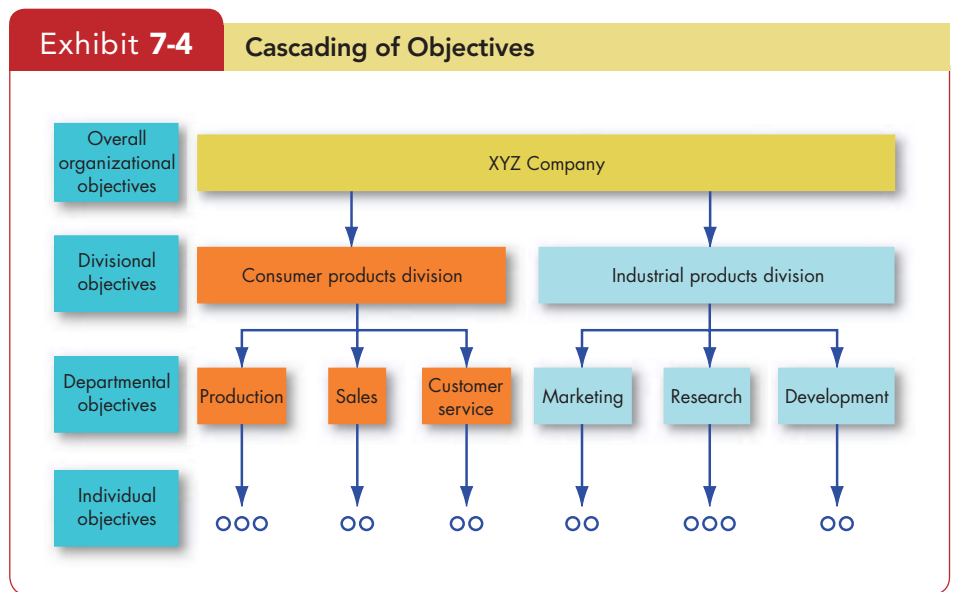 Exhibit 7-4
Cascading of Objectives
Overall
organizational
objectives
XYZ Company
Divisional
objectives
Consumer products division
Industrial products division
Departmental
objectives
Production
Sales
Customer
service
Marketing
Research
Development
Individual
objectives